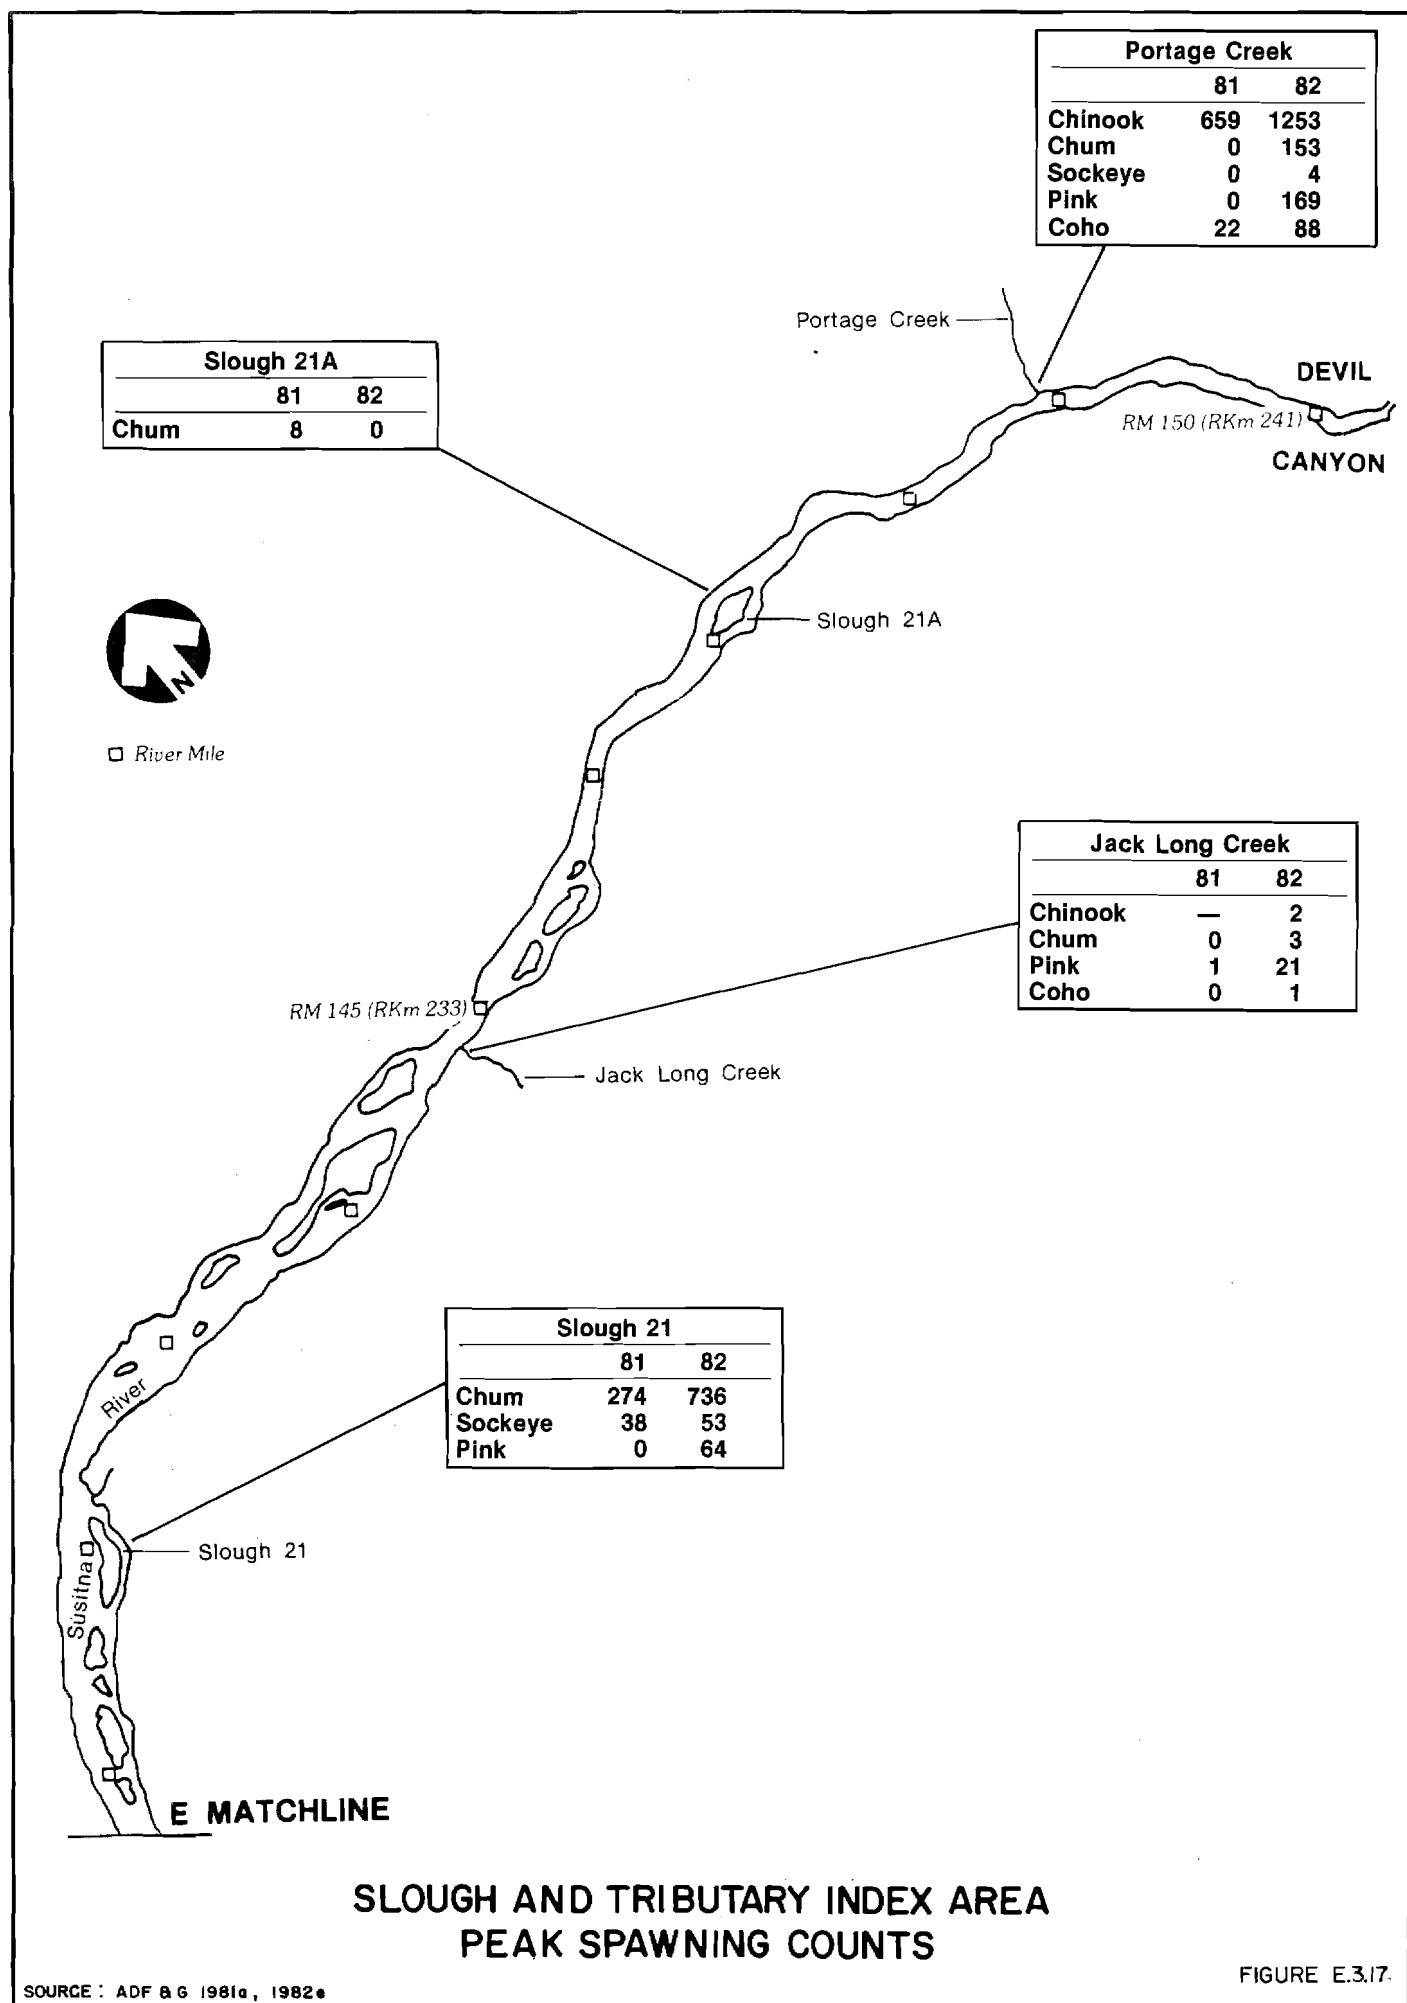 Portage Creek
81 82
Chinook 659 1253
Chum 0 153
Sockeye 0 4
Pink 0 169
Coho 22 88
Portage Creek
Slough 21A
81 82
Chum 8 0
DEVIL
RM 150 (RKm 241)
CANYON
Slough 21A
N
River Mile
Jack Long Creek
81 82
Chinook — 2
Chum 0 3
Pink 1 21
Coho 0 1
RM 145 (RKm 233)
Jack Long Creek
Slough 21
81 82
Chum 274 736
Sockeye 38 53
Pink 0 64
River
Slough 21
Susitna
E MATCHLINE
SLOUGH AND TRIBUTARY INDEX AREA
PEAK SPAWNING COUNTS
FIGURE E.3.17.
SOURCE : ADF & G 1981a, 1982e